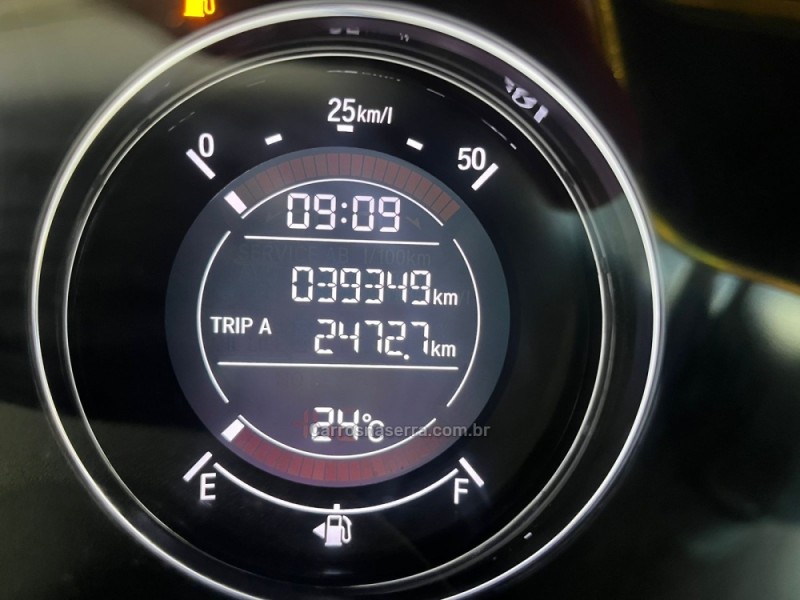 25km/l
0 50
09:09
039349km
TRIP A 2472.7km
24°C
Carrosnaserra.com.br
E F